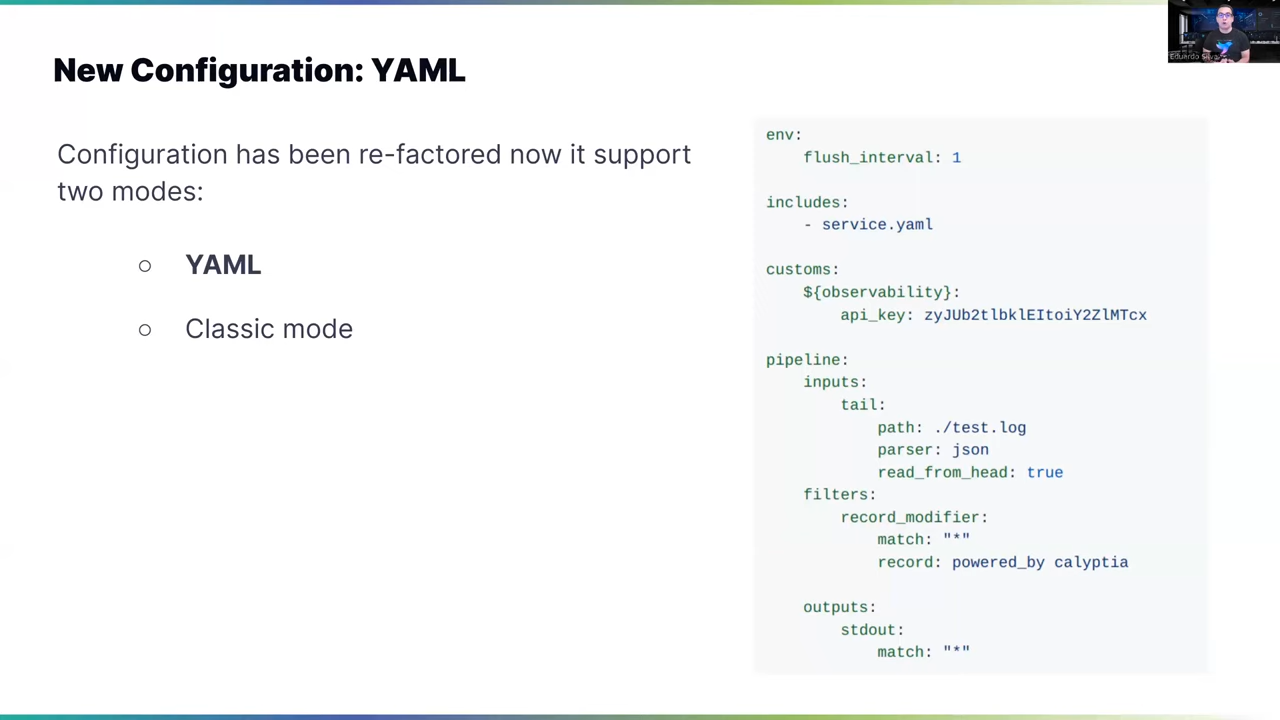 New Configuration: YAML
Configuration has been re-factored now it support
two modes:
○ YAML
○ Classic mode
env:
flush_interval: 1
includes:
- service.yaml
customs:
${observability}:
api_key: zyJUb2tlbklEItoiY2ZlMTcx
pipeline:
inputs:
tail:
path: ./test.log
parser: json
read_from_head: true
filters:
record_modifier:
match: "*"
record: powered_by calyptia
outputs:
stdout:
match: "*"
Eduardo Silva